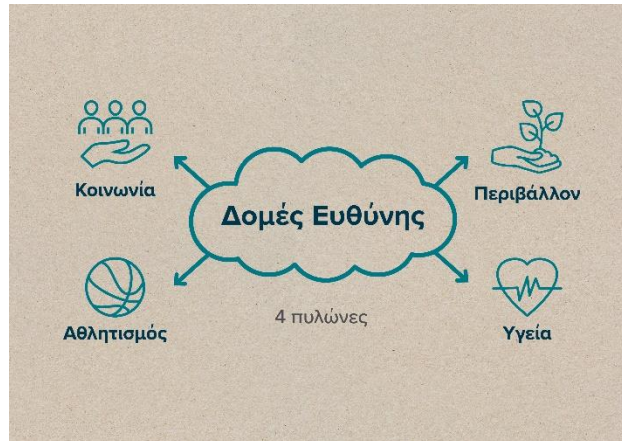 Κοινωνία
Περιβάλλον
Δομές Ευθύνης
Αθλητισμός
4 πυλώνες
Υγεία